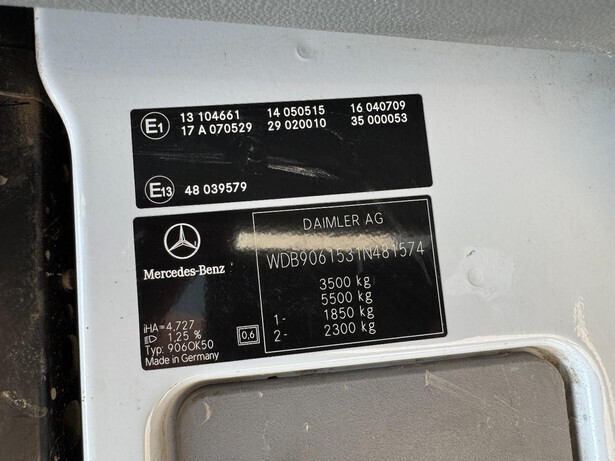 E1 13 104661 14 050515 16 040709
17 A 070529 29 020010 35 000053
E13 48 039579
Mercedes-Benz
DAIMLER AG
WDB9061531N481574
3500 kg
5500 kg
1- 1850 kg
2- 2300 kg
iHA=4,727
1,25 %
Typ: 906OK50
Made in Germany
0,6